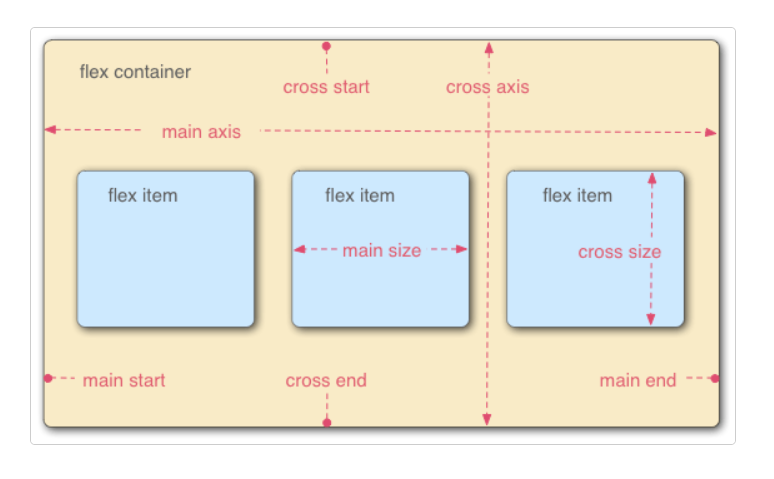 flex container
cross start
cross axis
main axis
flex item
flex item
flex item
main size
cross size
main start
cross end
main end